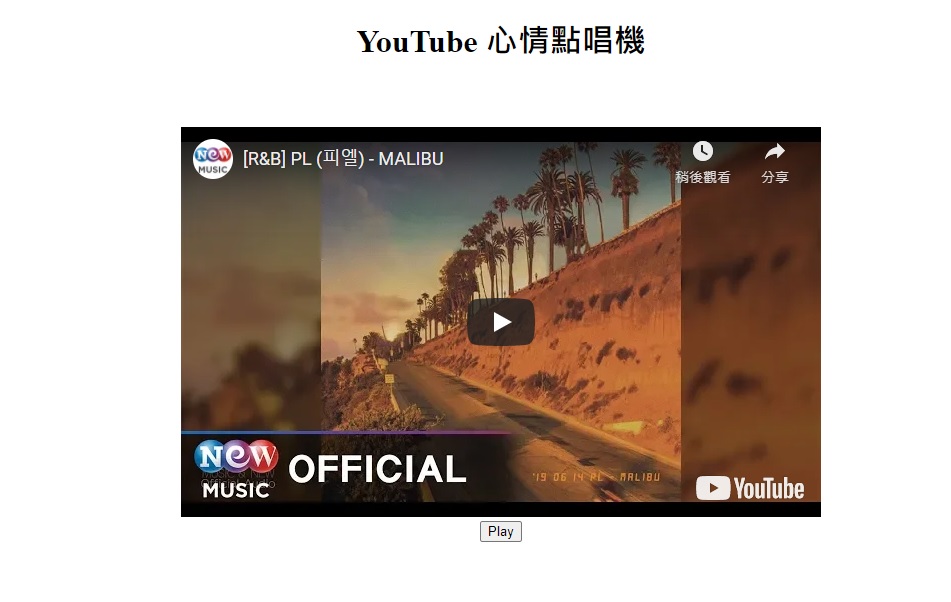 YouTube 心情點唱機
NEW
MUSIC
[R&B] PL (피엘) - MALIBU
稍後觀看
分享
NEW
MUSIC
OFFICIAL
'19 06 14 PL - MALIBU
YouTube
Play